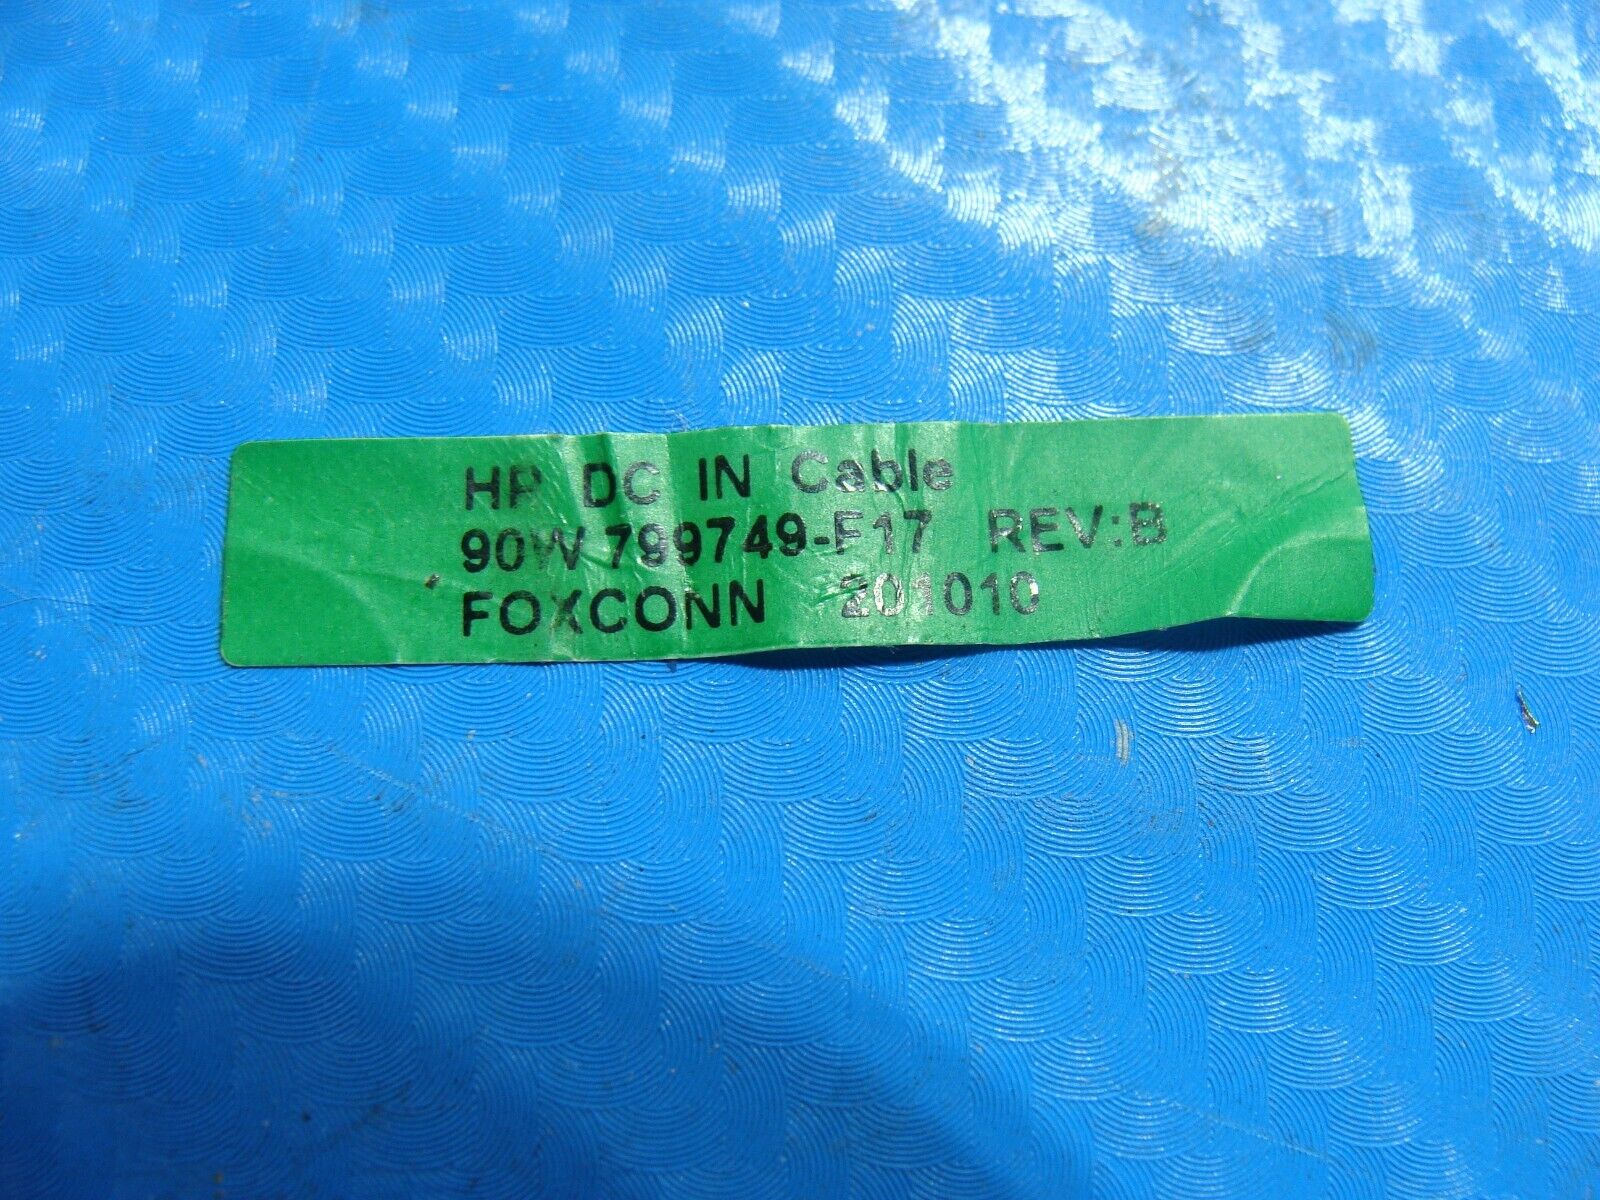 HP DC IN Cable
90W 799749-F17 REV:B
FOXCONN 201010